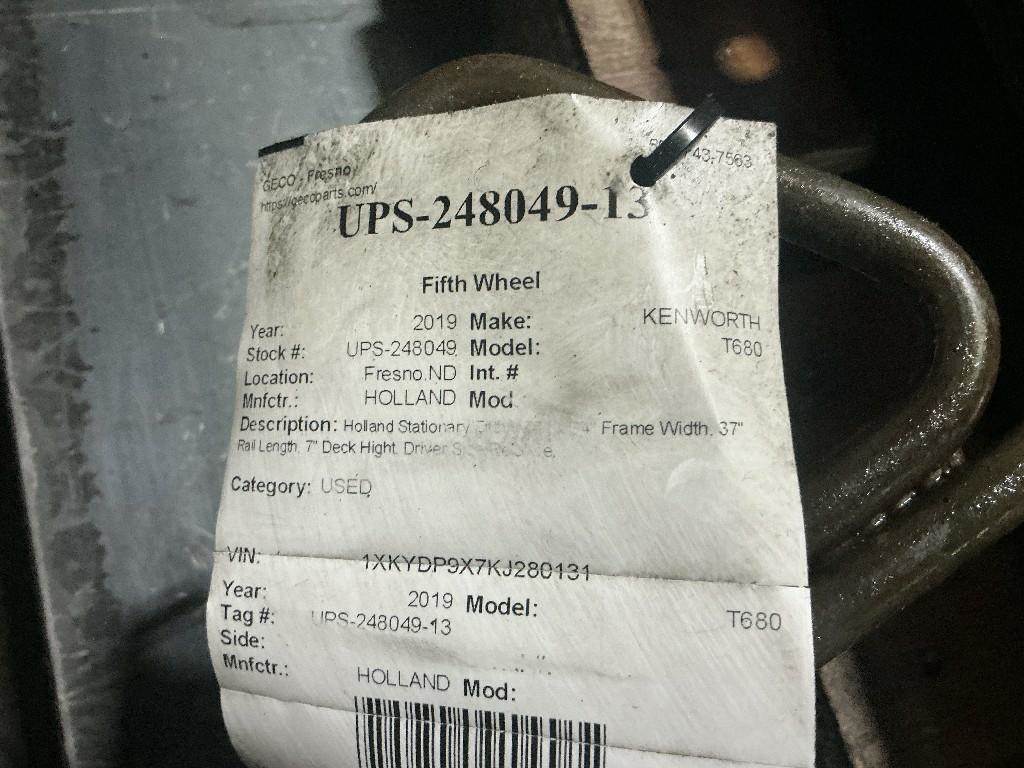 GECO - Fresno
https://gecoparts.com/
43-7563
UPS-248049-13
Fifth Wheel
Year: 2019 Make: KENWORTH
Stock #: UPS-248049 Model: T680
Location: Fresno.ND Int. #
Mnfctr.: HOLLAND Mod
Description: Holland Stationary Frame Width, 37"
Rail Length, 7" Deck Hight, Driver
Category: USED
VIN: 1XKYDP9X7KJ280131
Year: 2019 Model: T680
Tag #: UPS-248049-13
Side:
Mnfctr.: HOLLAND Mod: